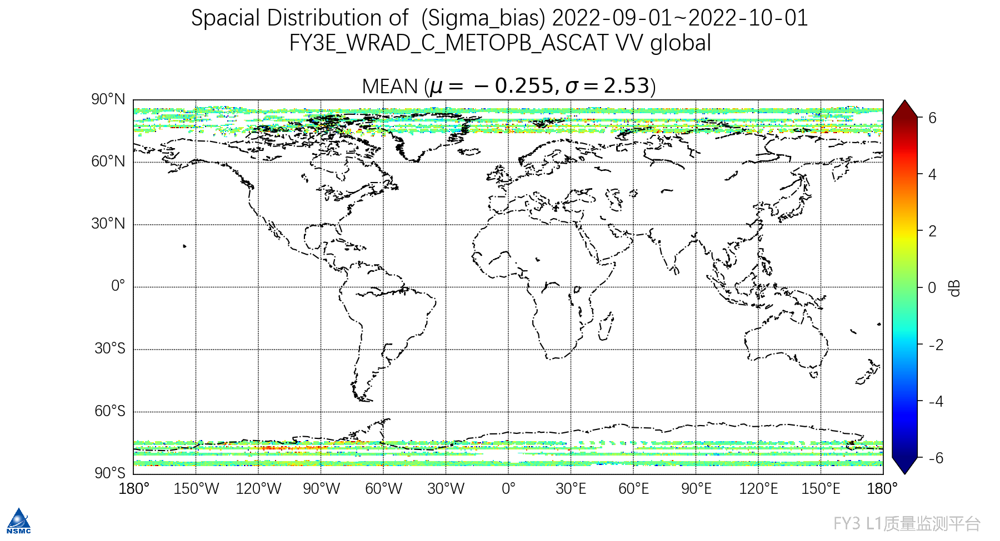 Spacial Distribution of (Sigma_bias) 2022-09-01~2022-10-01
FY3E_WRAD_C_METOPB_ASCAT VV global
MEAN (μ = − 0.255, σ = 2.53)
90°N
60°N
30°N
0°
30°S
60°S
90°S
180° 150°W 120°W 90°W 60°W 30°W 0° 30°E 60°E 90°E 120°E 150°E 180°
6
4
2
0
-2
-4
-6
dB
NSMC
FY3 L1质量监测平台